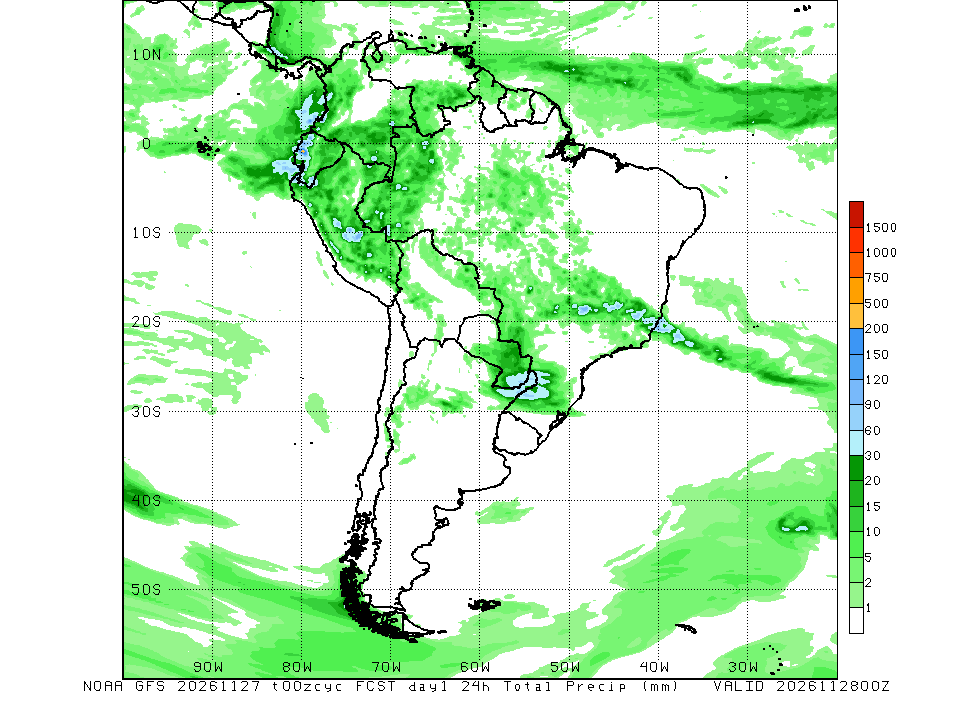 10N
0
10S
20S
30S
40S
50S
90W 80W 70W 60W 50W 40W 30W
1500
1000
750
500
200
150
120
90
60
30
20
15
10
5
2
1
NOAA GFS 20261127 t00zcyc FCST day1 24h Total Precip (mm) VALID 2026112800Z